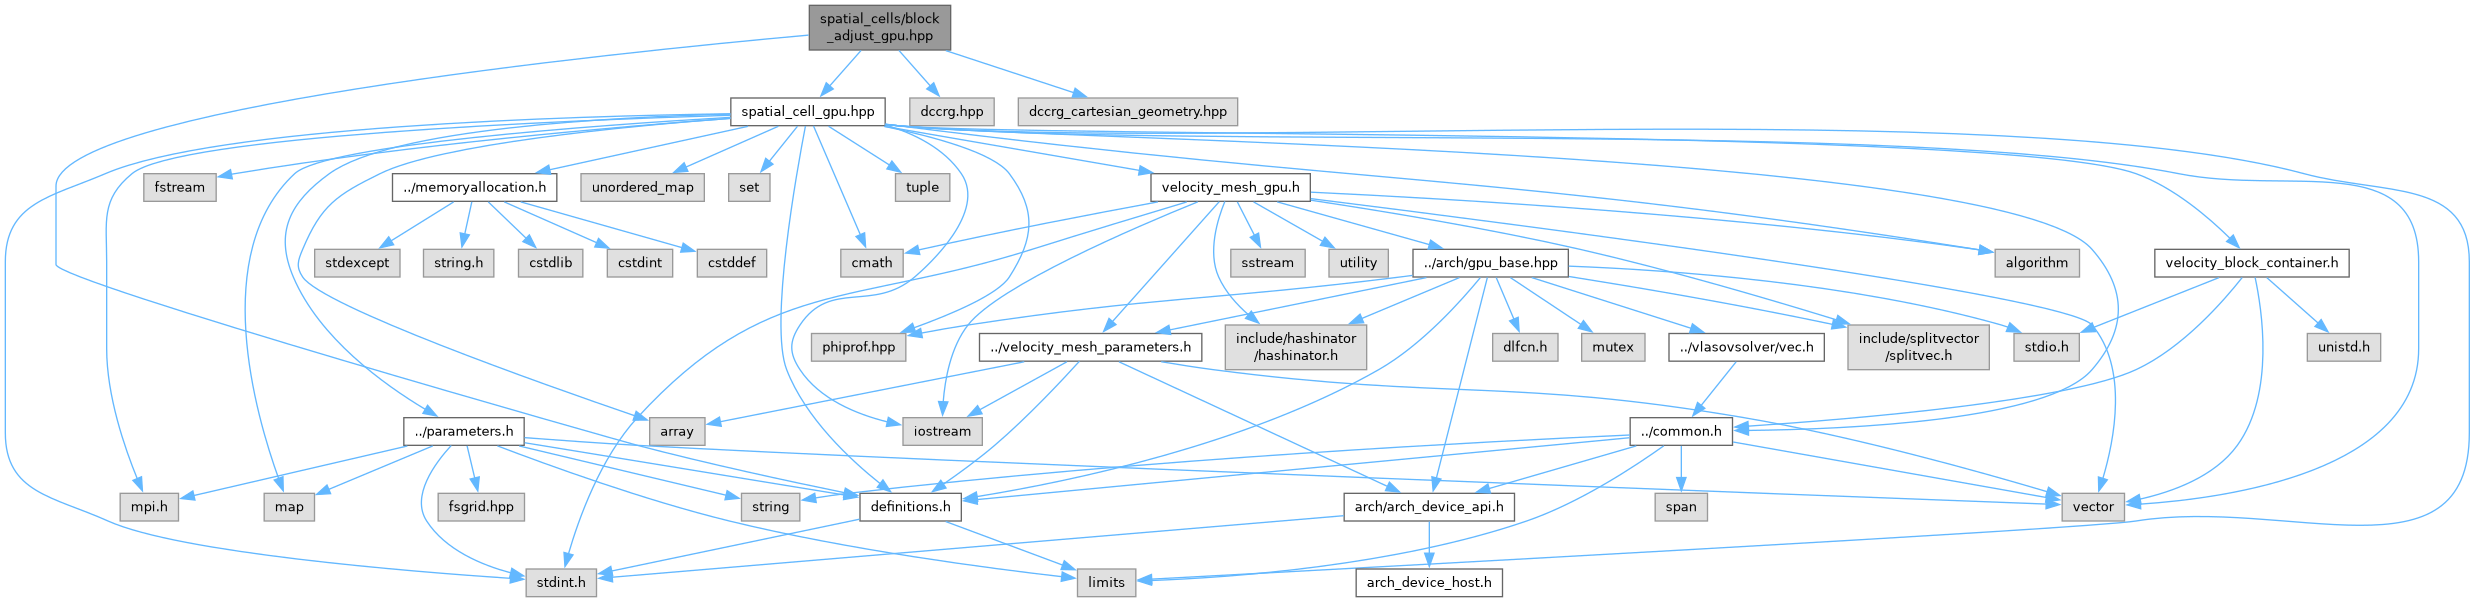 spatial_cells/block
_adjust_gpu.hpp
spatial_cell_gpu.hpp
dccrg.hpp
dccrg_cartesian_geometry.hpp
fstream
../memoryallocation.h
unordered_map
set
tuple
velocity_mesh_gpu.h
stdexcept
string.h
cstdlib
cstdint
cstddef
cmath
sstream
utility
../arch/gpu_base.hpp
algorithm
velocity_block_container.h
phiprof.hpp
../velocity_mesh_parameters.h
include/hashinator
/hashinator.h
dlfcn.h
mutex
../vlasovsolver/vec.h
include/splitvector
/splitvec.h
stdio.h
unistd.h
../parameters.h
array
iostream
../common.h
mpi.h
map
fsgrid.hpp
string
definitions.h
arch/arch_device_api.h
span
vector
stdint.h
limits
arch_device_host.h